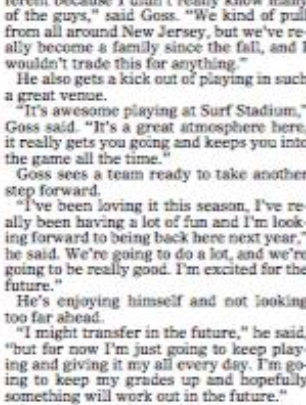 ferent because I didn't really know many
of the guys," said Goss. "We kind of pull
from all around New Jersey, but we've re-
ally become a family since the fall, and I
wouldn't trade this for anything."
He also gets a kick out of playing in such
a great venue.
"It's awesome playing at Surf Stadium,"
Goss said. "It's a great atmosphere here,
it really gets you going and keeps you into
the game all the time."
Goss sees a team ready to take another
step forward.
"I've been loving it this season, I've re-
ally been having a lot of fun and I'm look-
ing forward to being back here next year,"
he said. We're going to do a lot, and we're
going to be really good. I'm excited for the
future."
He's enjoying himself and not looking
too far ahead.
"I might transfer in the future," he said,
"but for now I'm just going to keep play-
ing and giving it my all every day. I'm go-
ing to keep my grades up and hopefully
something will work out in the future."